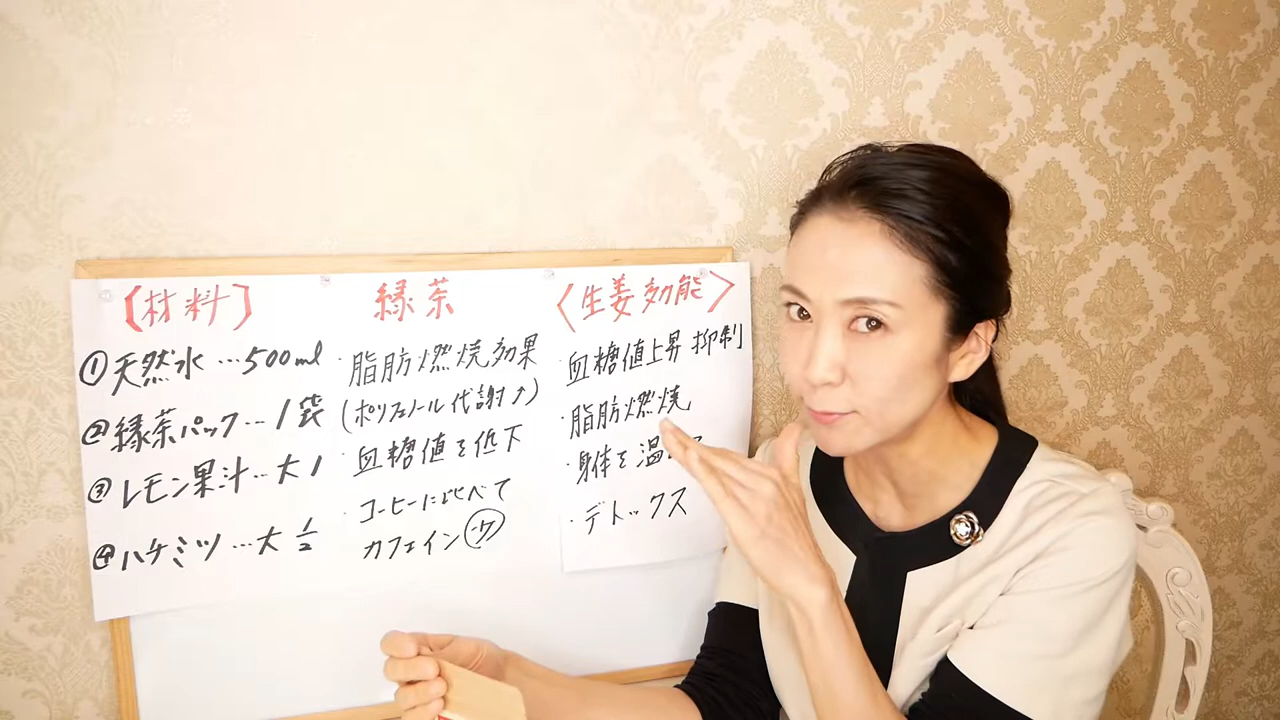 【材料】
①天然水…500ml
②緑茶パック…1袋
③レモン果汁…大1
④ハチミツ…大1/2
緑茶
・脂肪燃焼効果
(ポリフェノール代謝↑)
・血糖値を低下
・コーヒーに比べて
カフェイン
〈生姜効能〉
・血糖値上昇抑制
・脂肪燃焼
・身体を温
・デトックス